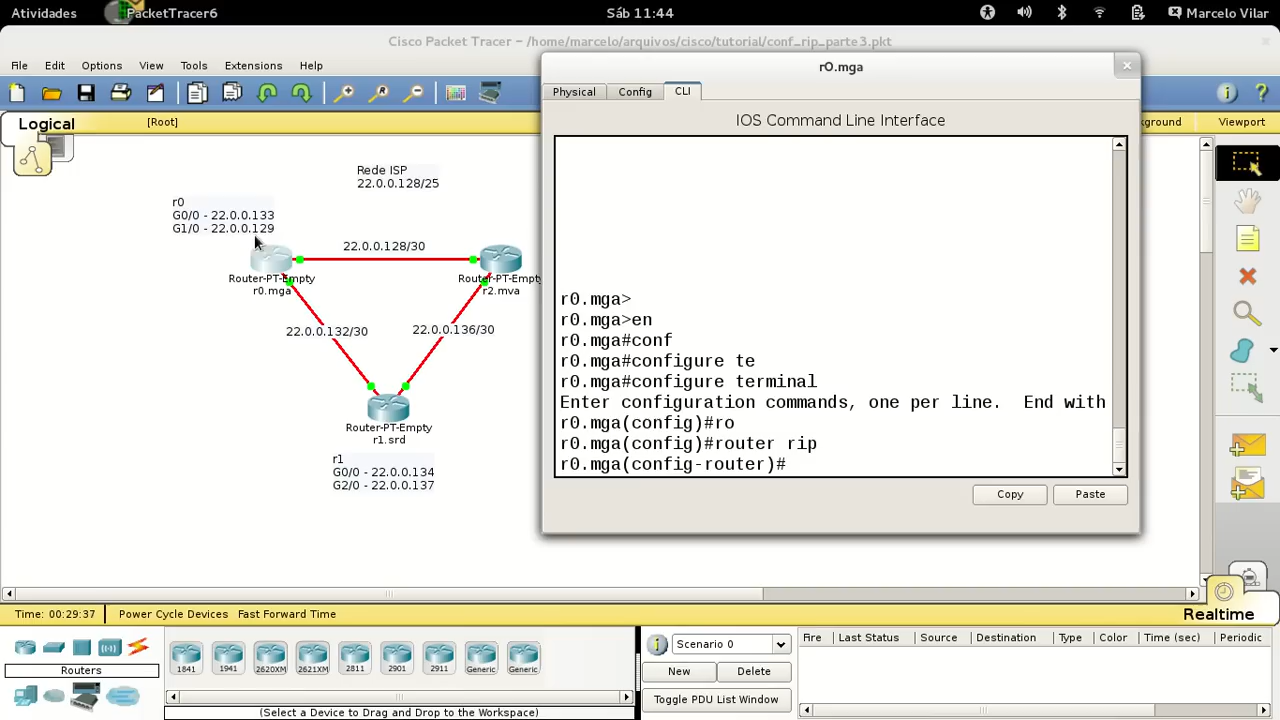 Atividades
PacketTracer6
Sáb 11:44
Marcelo Vilar
Cisco Packet Tracer – /home/marcelo/arquivos/cisco/tutorial/conf_rip_parte3.pkt
File Edit Options View Tools Extensions Help
Logical
[Root]
ground
Viewport
Rede ISP
22.0.0.128/25
r0
G0/0 - 22.0.0.133
G1/0 - 22.0.0.129
22.0.0.128/30
Router-PT-Empty
r0.mga
Router-PT-Empty
r2.mva
22.0.0.132/30
22.0.0.136/30
Router-PT-Empty
r1.srd
r1
G0/0 - 22.0.0.134
G2/0 - 22.0.0.137
r0.mga
Physical Config CLI
IOS Command Line Interface
r0.mga>
r0.mga>en
r0.mga#conf
r0.mga#configure te
r0.mga#configure terminal
Enter configuration commands, one per line.  End with
r0.mga(config)#ro
r0.mga(config)#router rip
r0.mga(config-router)#
Copy
Paste
Time: 00:29:37
Power Cycle Devices Fast Forward Time
Realtime
Routers
1841 1941 2620XM 2621XM 2811 2901 2911 Generic Generic
(Select a Device to Drag and Drop to the Workspace)
Scenario 0
New
Delete
Toggle PDU List Window
Fire Last Status Source Destination Type Color Time (sec) Periodic